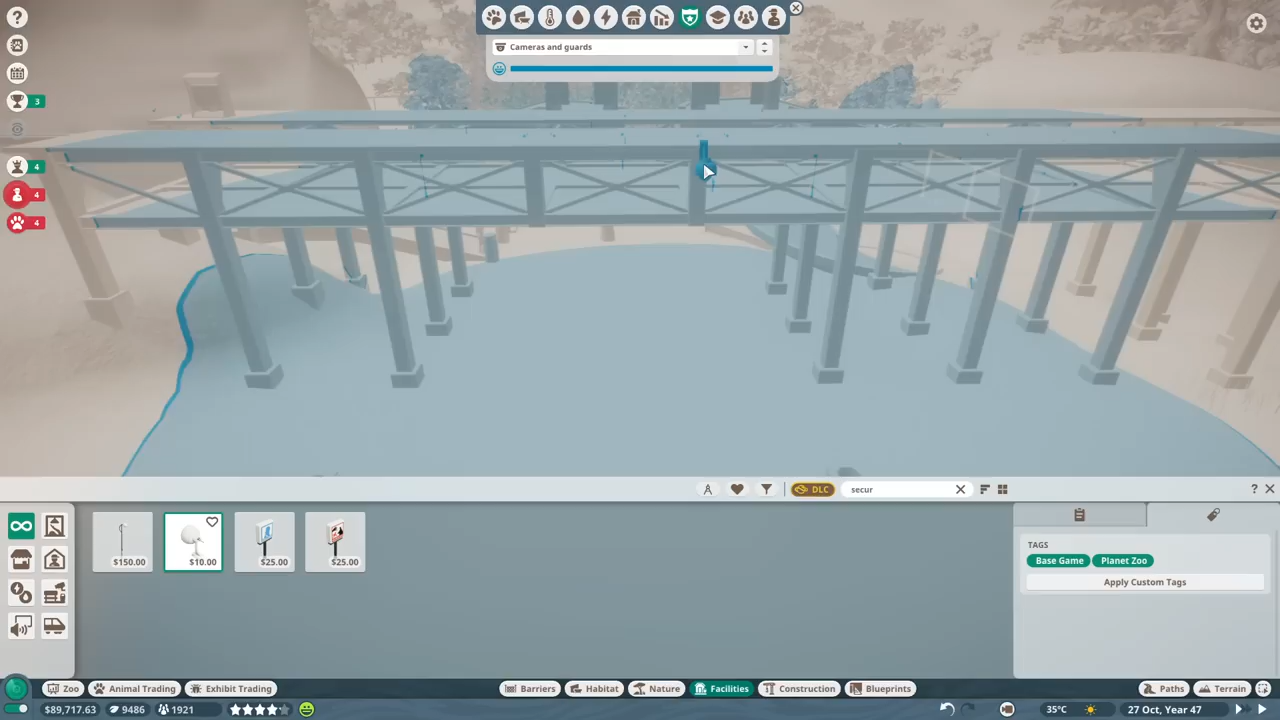 Cameras and guards
3
4
4
4
DLC
secur
$150.00
$10.00
$25.00
$25.00
TAGS
Base Game Planet Zoo
Apply Custom Tags
Zoo Animal Trading Exhibit Trading Barriers Habitat Nature Facilities Construction Blueprints Paths Terrain
$89,717.63 9486 1921 35°C 27 Oct, Year 47